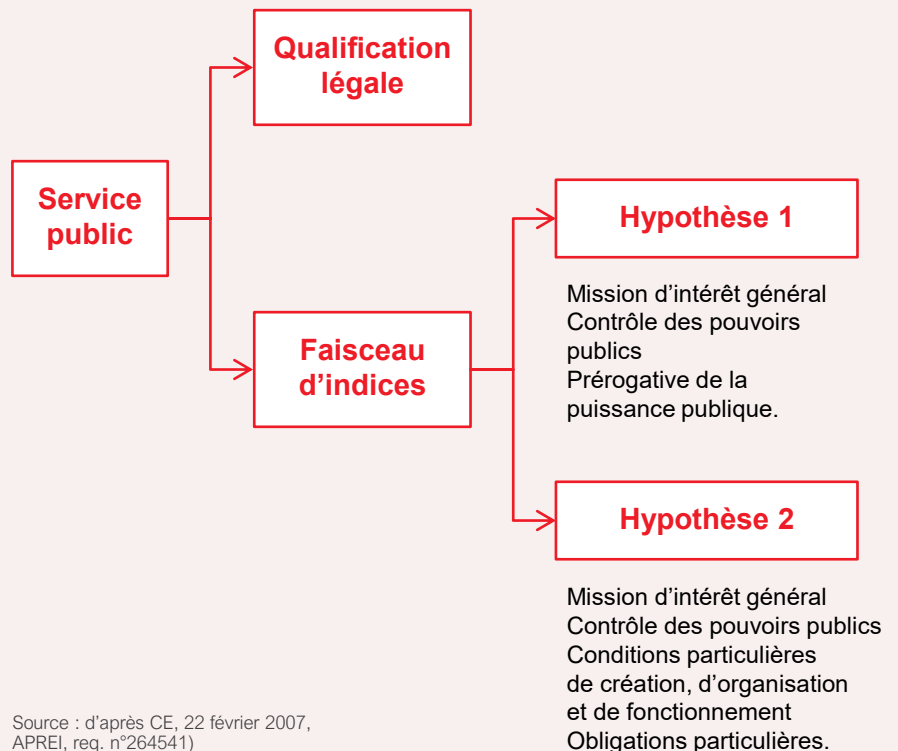 Qualification
légale
Service
public
Hypothèse 1
Mission d'intérêt général
Contrôle des pouvoirs
publics
Prérogative de la
puissance publique.
Faisceau
d'indices
Hypothèse 2
Mission d'intérêt général
Contrôle des pouvoirs publics
Conditions particulières
de création, d'organisation
et de fonctionnement
Obligations particulières.
Source : d'après CE, 22 février 2007,
APREI, req. n°264541)